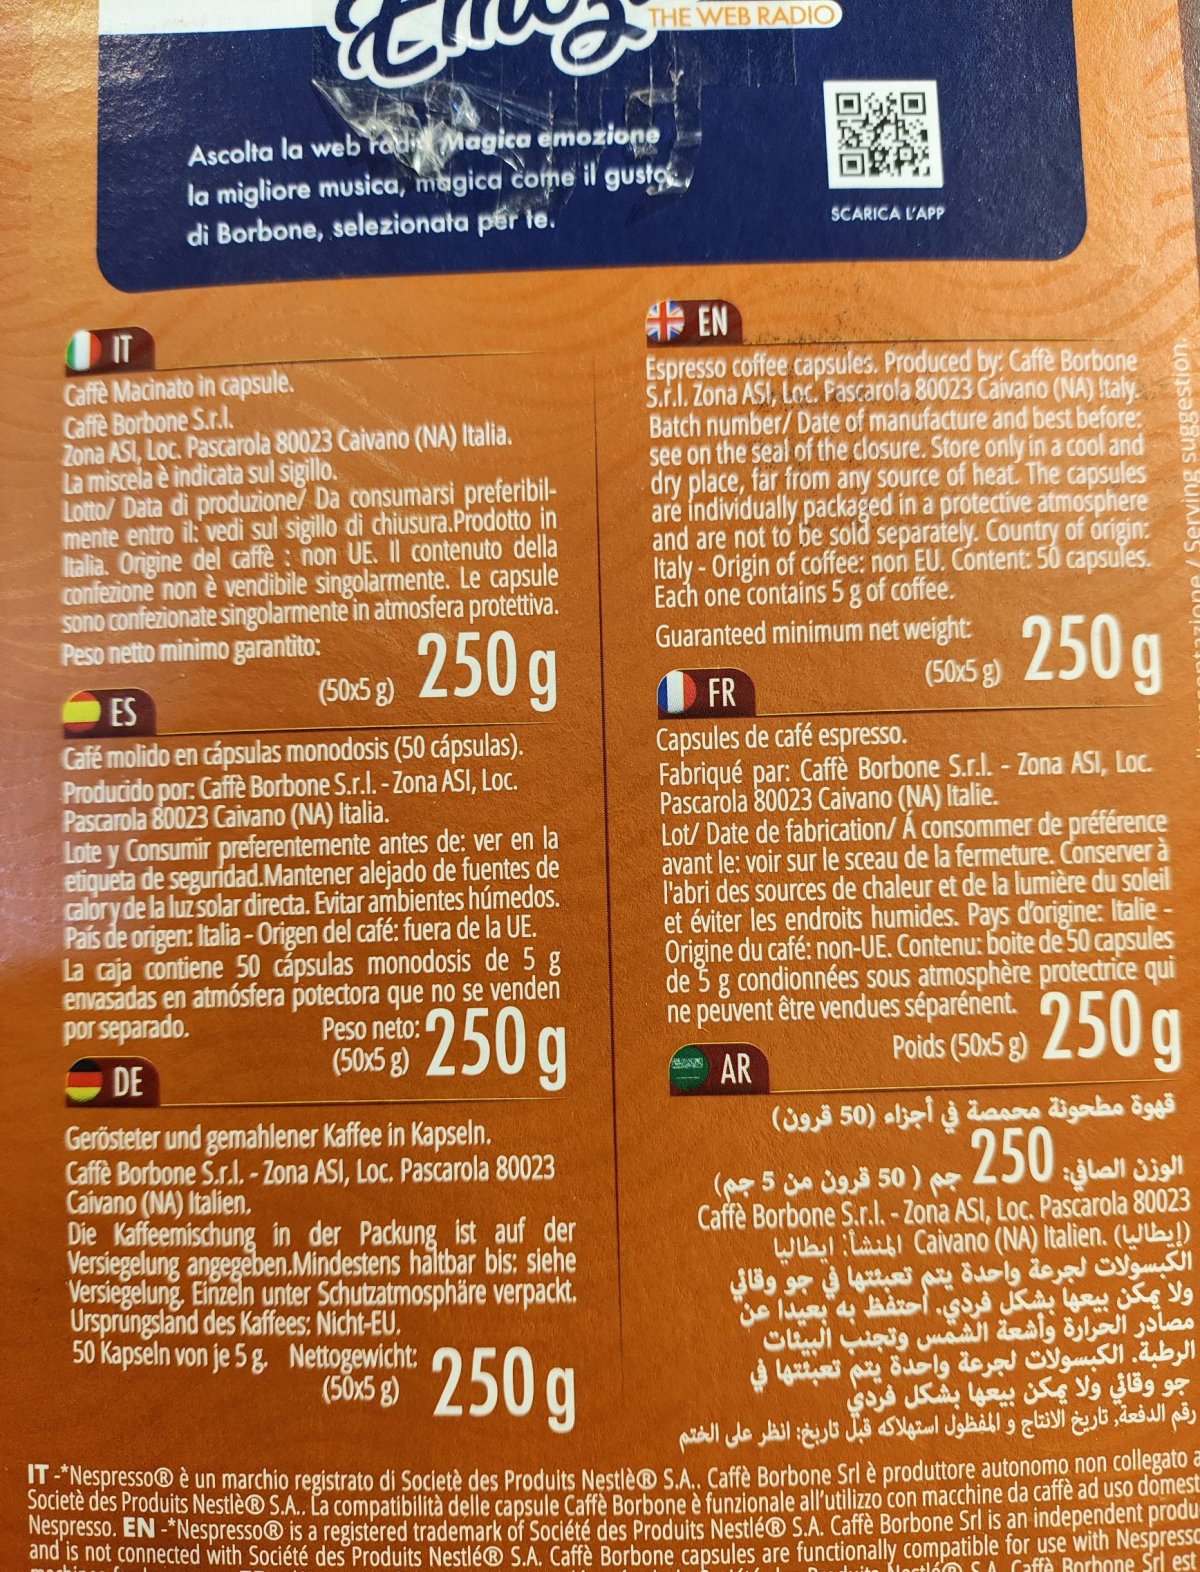 THE WEB RADIO
Ascolta la web radio Magica emozione
la migliore musica, magica come il gusto
di Borbone, selezionata per te.
SCARICA L'APP
IT
Caffè Macinato in capsule.
Caffè Borbone S.r.l.
Zona ASI, Loc. Pascarola 80023 Caivano (NA) Italia.
La miscela è indicata sul sigillo.
Lotto/ Data di produzione/ Da consumarsi preferibil-
mente entro il: vedi sul sigillo di chiusura.Prodotto in
Italia. Origine del caffè : non UE. Il contenuto della
confezione non è vendibile singolarmente. Le capsule
sono confezionate singolarmente in atmosfera protettiva.
Peso netto minimo garantito:
(50x5 g) 250 g
ES
Café molido en cápsulas monodosis (50 cápsulas).
Producido por: Caffè Borbone S.r.l. - Zona ASI, Loc.
Pascarola 80023 Caivano (NA) Italia.
Lote y Consumir preferentemente antes de: ver en la
etiqueta de seguridad.Mantener alejado de fuentes de
calor y de la luz solar directa. Evitar ambientes húmedos.
País de origen: Italia - Origen del café: fuera de la UE.
La caja contiene 50 cápsulas monodosis de 5 g
envasadas en atmósfera potectora que no se venden
por separado.
Peso neto:
(50x5 g) 250 g
DE
Gerösteter und gemahlener Kaffee in Kapseln.
Caffè Borbone S.r.l. - Zona ASI, Loc. Pascarola 80023
Caivano (NA) Italien.
Die Kaffeemischung in der Packung ist auf der
Versiegelung angegeben.Mindestens haltbar bis: siehe
Versiegelung. Einzeln unter Schutzatmosphäre verpackt.
Ursprungsland des Kaffees: Nicht-EU.
50 Kapseln von je 5 g. Nettogewicht:
(50x5 g) 250 g
EN
Espresso coffee capsules. Produced by: Caffè Borbone
S.r.l. Zona ASI, Loc. Pascarola 80023 Caivano (NA) Italy.
Batch number/ Date of manufacture and best before:
see on the seal of the closure. Store only in a cool and
dry place, far from any source of heat. The capsules
are individually packaged in a protective atmosphere
and are not to be sold separately. Country of origin:
Italy - Origin of coffee: non EU. Content: 50 capsules.
Each one contains 5 g of coffee.
Guaranteed minimum net weight:
(50x5 g) 250 g
FR
Capsules de café espresso.
Fabriqué par: Caffè Borbone S.r.l. - Zona ASI, Loc.
Pascarola 80023 Caivano (NA) Italie.
Lot/ Date de fabrication/ Á consommer de préférence
avant le: voir sur le sceau de la fermeture. Conserver à
l'abri des sources de chaleur et de la lumière du soleil
et éviter les endroits humides. Pays d'origine: Italie -
Origine du café: non-UE. Contenu: boite de 50 capsules
de 5 g condionnées sous atmosphère protectrice qui
ne peuvent être vendues séparénent.
Poids (50x5 g) 250 g
AR
قهوة مطحونة محمصة في أجزاء (50 قرون)
الوزن الصافي: 250 جم ( 50 قرون من 5 جم)
Caffè Borbone S.r.l. - Zona ASI, Loc. Pascarola 80023
Caivano (NA) Italien. (إيطاليا) المنشأ: ايطاليا
الكبسولات لجرعة واحدة يتم تعبئتها في جو وقائي
ولا يمكن بيعها بشكل فردي. احتفظ به بعيدا عن
مصادر الحرارة وأشعة الشمس وتجنب البيئات
الرطبة. الكبسولات لجرعة واحدة يتم تعبئتها في
جو وقائي ولا يمكن بيعها بشكل فردي
رقم الدفعة, تاريخ الانتاج و المفظول استهلاكه قبل تاريخ: انظر على الختم
/ Serving suggestion.
IT -*Nespresso® è un marchio registrato di Societè des Produits Nestlè® S.A.. Caffè Borbone Srl è produttore autonomo non collegato a
Societè des Produits Nestlè® S.A.. La compatibilità delle capsule Caffè Borbone è funzionale all'utilizzo con macchine da caffè ad uso domest
Nespresso. EN -*Nespresso® is a registered trademark of Société des Produits Nestlé® S.A. Caffè Borbone Srl is an independent produ
and is not connected with Société des Produits Nestlé® S.A. Caffè Borbone capsules are functionally compatible for use with Nespresso
Nestlé® S.A. Caffè Borbone Srl est